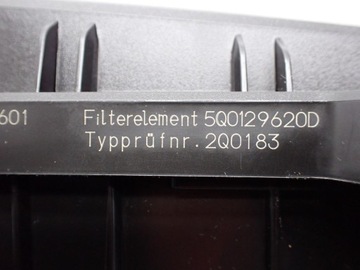 601 Filterelement 5Q0129620D
Typprüfnr. 2Q0183